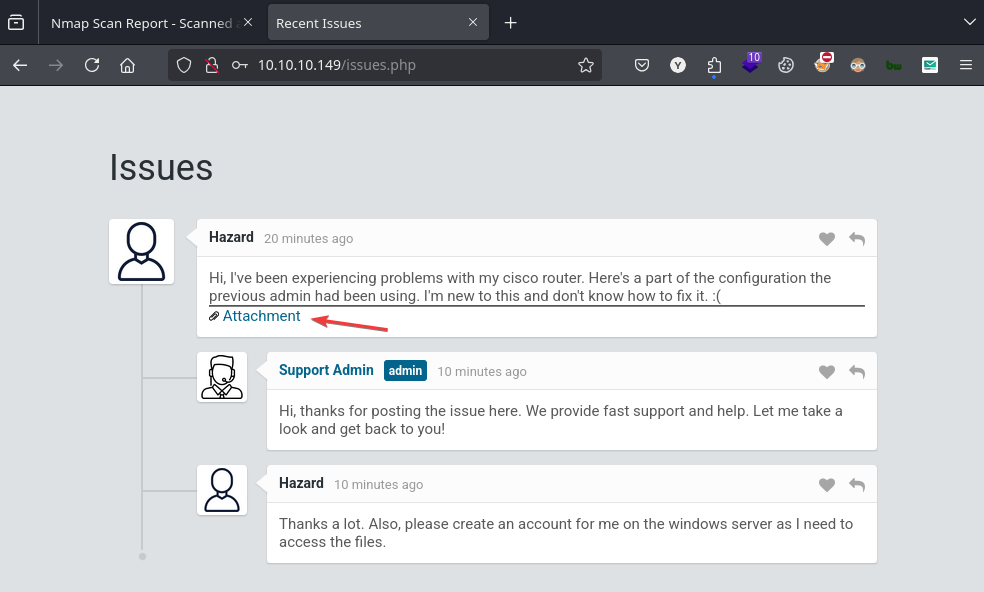 Nmap Scan Report - Scanned
Recent Issues
10.10.10.149/issues.php
10
Y
Issues
Hazard 20 minutes ago
Hi, I've been experiencing problems with my cisco router. Here's a part of the configuration the
previous admin had been using. I'm new to this and don't know how to fix it. :(
Attachment
Support Admin admin 10 minutes ago
Hi, thanks for posting the issue here. We provide fast support and help. Let me take a
look and get back to you!
Hazard 10 minutes ago
Thanks a lot. Also, please create an account for me on the windows server as I need to
access the files.